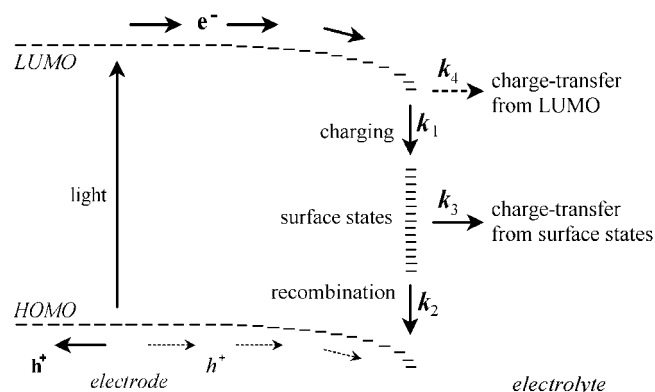 e⁻
LUMO
k₄
charge-transfer
from LUMO
charging
k₁
light
surface states
k₃
charge-transfer
from surface states
recombination
k₂
HOMO
h⁺
h⁺
electrode
electrolyte